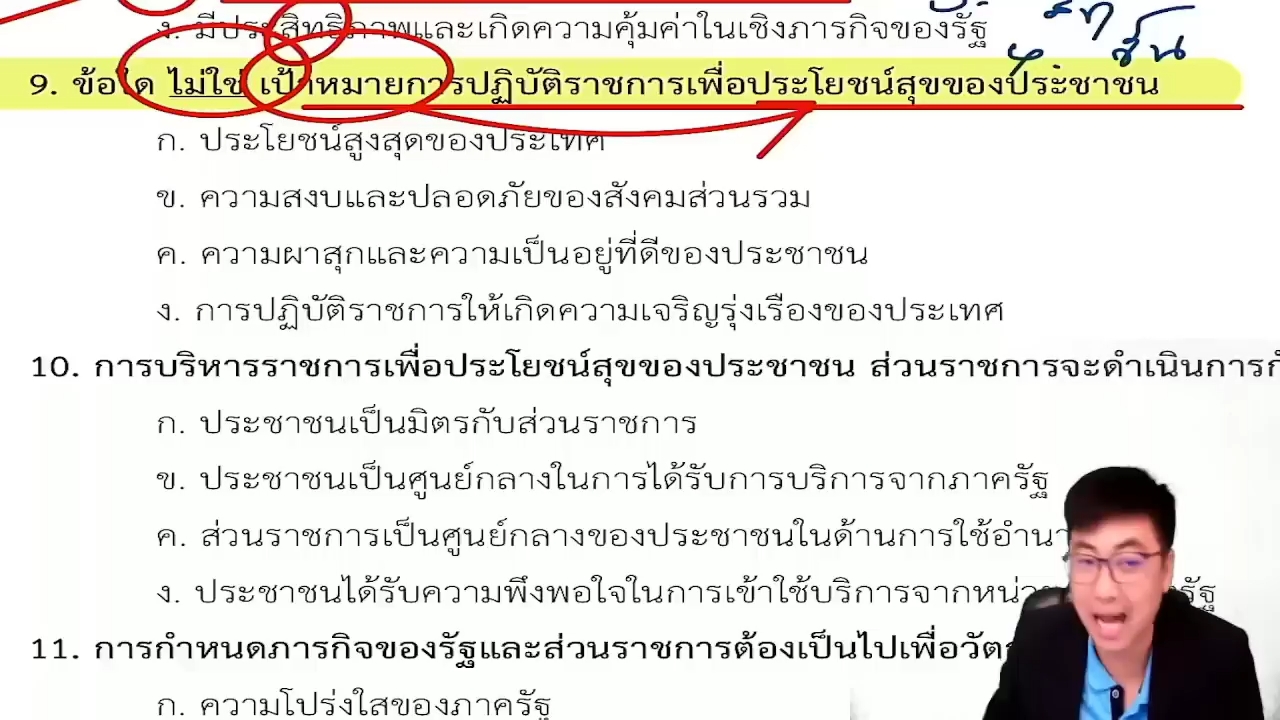 ง. มีประสิทธิภาพและเกิดความคุ้มค่าในเชิงภารกิจของรัฐ
9. ข้อใด ไม่ใช่ เป้าหมายการปฏิบัติราชการเพื่อประโยชน์สุขของประชาชน
ก. ประโยชน์สูงสุดของประเทศ
ข. ความสงบและปลอดภัยของสังคมส่วนรวม
ค. ความผาสุกและความเป็นอยู่ที่ดีของประชาชน
ง. การปฏิบัติราชการให้เกิดความเจริญรุ่งเรืองของประเทศ
10. การบริหารราชการเพื่อประโยชน์สุขของประชาชน ส่วนราชการจะดำเนินการ
ก. ประชาชนเป็นมิตรกับส่วนราชการ
ข. ประชาชนเป็นศูนย์กลางในการได้รับการบริการจากภาครัฐ
ค. ส่วนราชการเป็นศูนย์กลางของประชาชนในด้านการใช้
ง. ประชาชนได้รับความพึงพอใจในการเข้าใช้บริการจาก รัฐ
11. การกำหนดภารกิจของรัฐและส่วนราชการต้องเป็นไปเพื่อ
ก. ความโปร่งใสของภาครัฐ